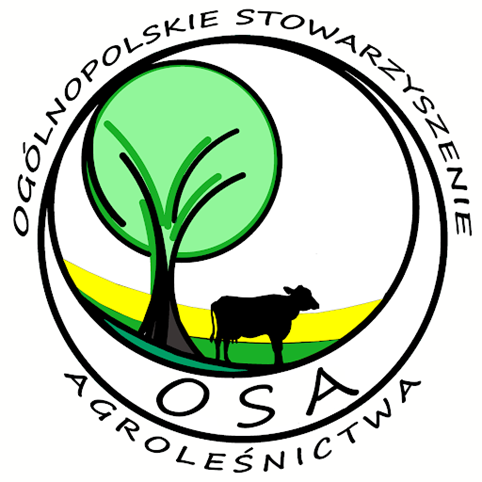 OGÓLNOPOLSKIE STOWARZYSZENIE
OSA
AGROLEŚNICTWA